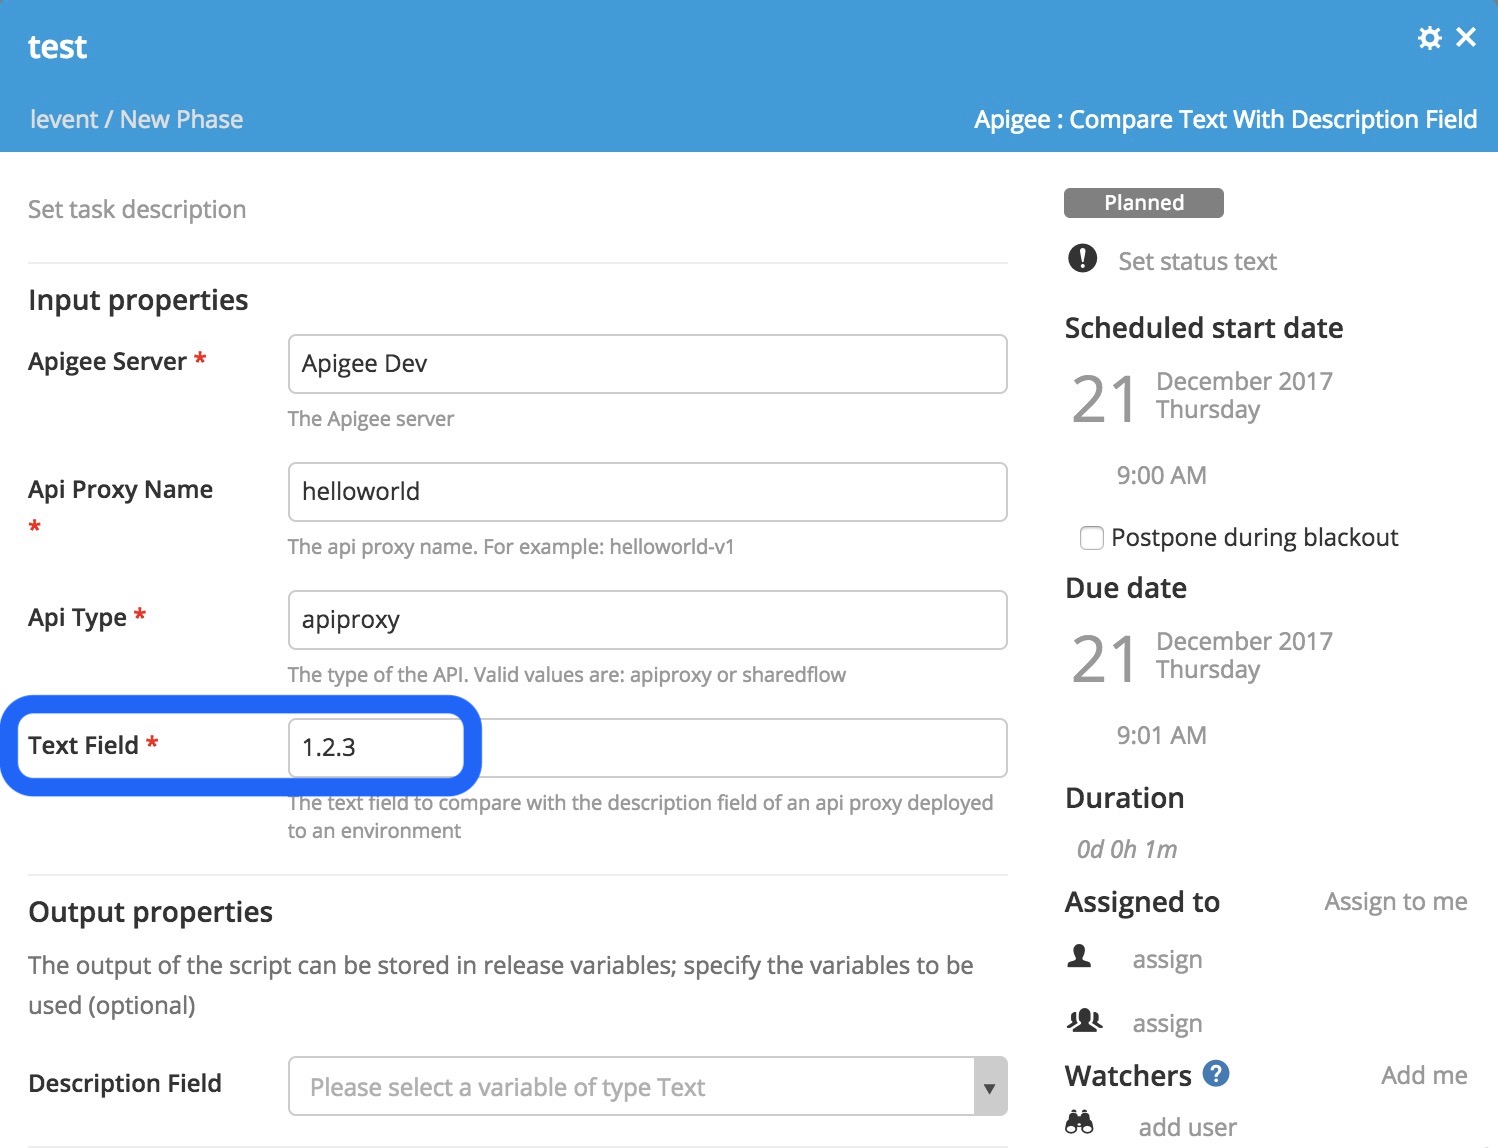 test
levent / New Phase
Apigee : Compare Text With Description Field
Set task description
Input properties
Apigee Server *
Apigee Dev
The Apigee server
Api Proxy Name
*
helloworld
The api proxy name. For example: helloworld-v1
Api Type *
apiproxy
The type of the API. Valid values are: apiproxy or sharedflow
Text Field *
1.2.3
The text field to compare with the description field of an api proxy deployed
to an environment
Output properties
The output of the script can be stored in release variables; specify the variables to be
used (optional)
Description Field
Please select a variable of type Text
Planned
Set status text
Scheduled start date
21
December 2017
Thursday
9:00 AM
Postpone during blackout
Due date
21
December 2017
Thursday
9:01 AM
Duration
0d 0h 1m
Assigned to
Assign to me
assign
assign
Watchers ?
Add me
add user